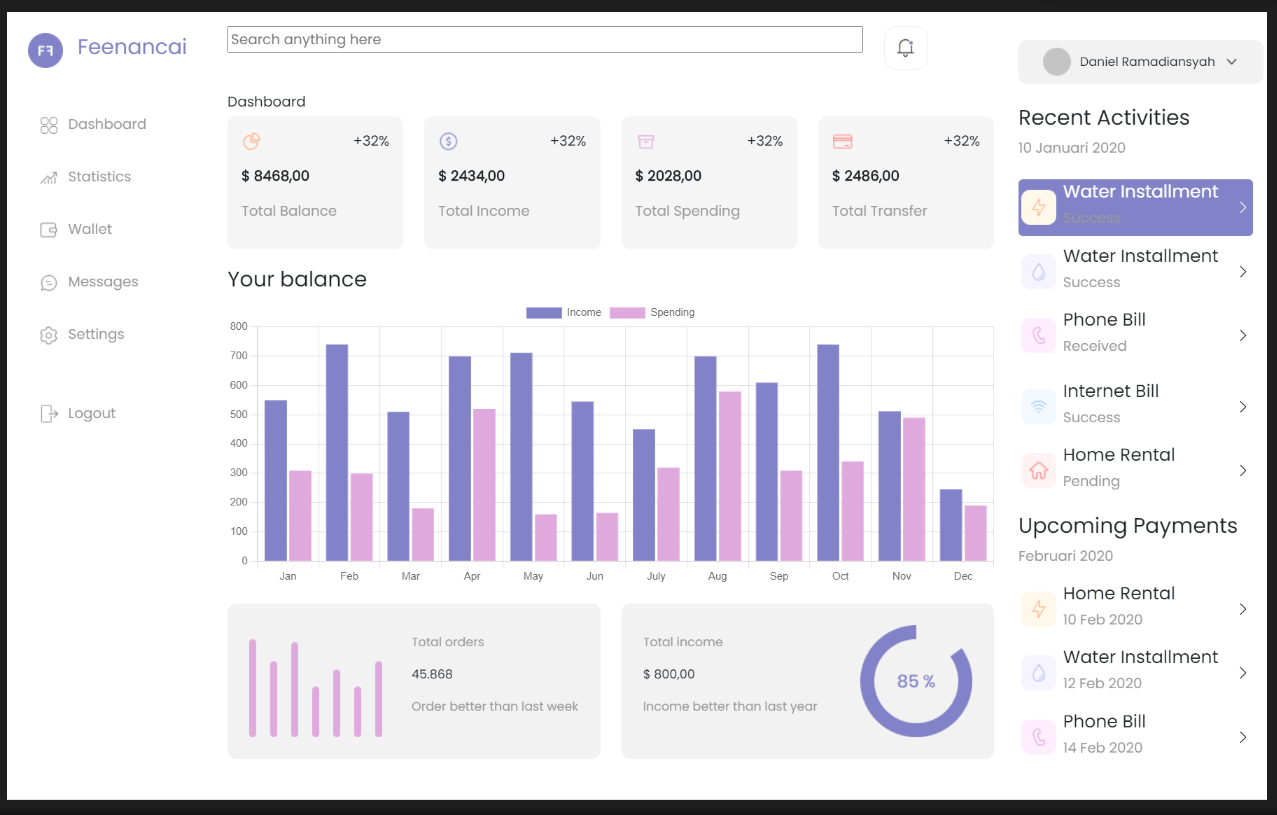 FF
Feenancai
Dashboard
Statistics
Wallet
Messages
Settings
Logout
Search anything here
Dashboard
+32%
$ 8468,00
Total Balance
+32%
$ 2434,00
Total Income
+32%
$ 2028,00
Total Spending
+32%
$ 2486,00
Total Transfer
Your balance
Income Spending
800
700
600
500
400
300
200
100
0
Jan Feb Mar Apr May Jun July Aug Sep Oct Nov Dec
Total orders
45.868
Order better than last week
Total income
$ 800,00
Income better than last year
85 %
Daniel Ramadiansyah
Recent Activities
10 Januari 2020
Water Installment
Success
Water Installment
Success
Phone Bill
Received
Internet Bill
Success
Home Rental
Pending
Upcoming Payments
Februari 2020
Home Rental
10 Feb 2020
Water Installment
12 Feb 2020
Phone Bill
14 Feb 2020